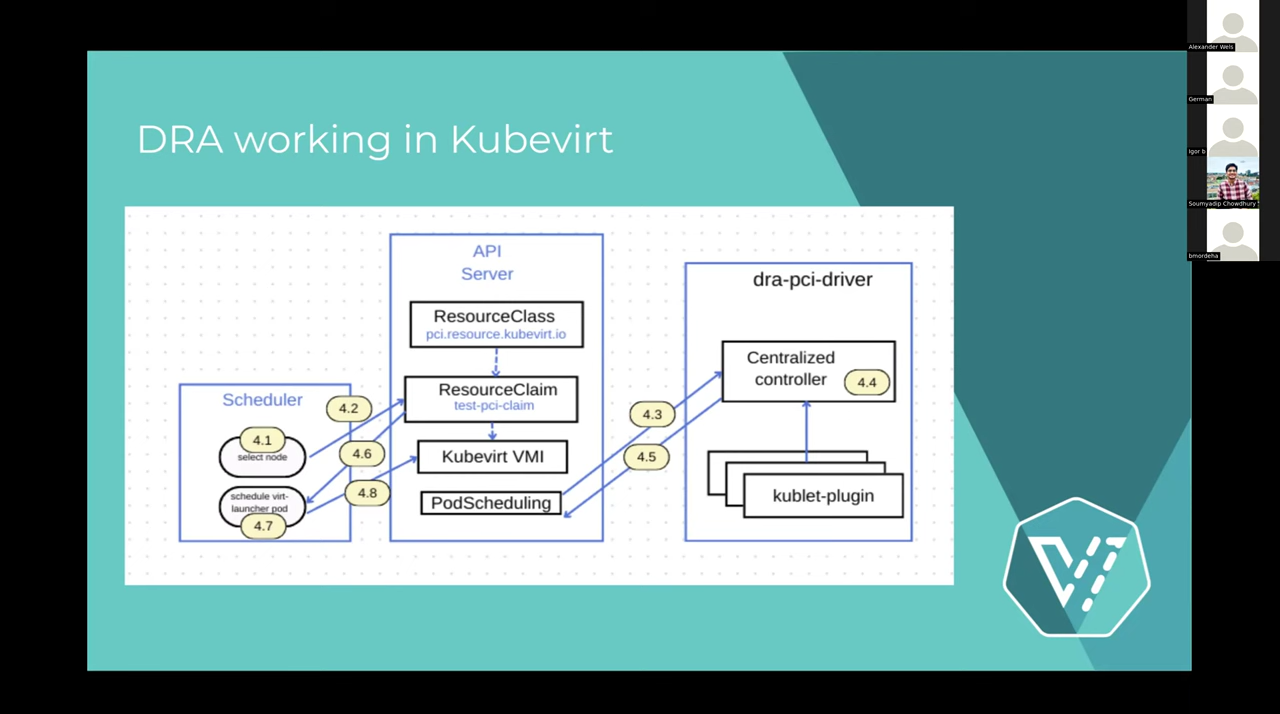 DRA working in Kubevirt
API
Server
ResourceClass
pci.resource.kubevirt.io
ResourceClaim
test-pci-claim
Kubevirt VMI
PodScheduling
Scheduler
4.1
select node
schedule virt-
launcher pod
4.7
4.2
4.6
4.8
4.3
4.5
dra-pci-driver
Centralized
controller
4.4
kublet-plugin
Alexander Wels
German
Igor b
Soumyadip Chowdhury
bmordeha